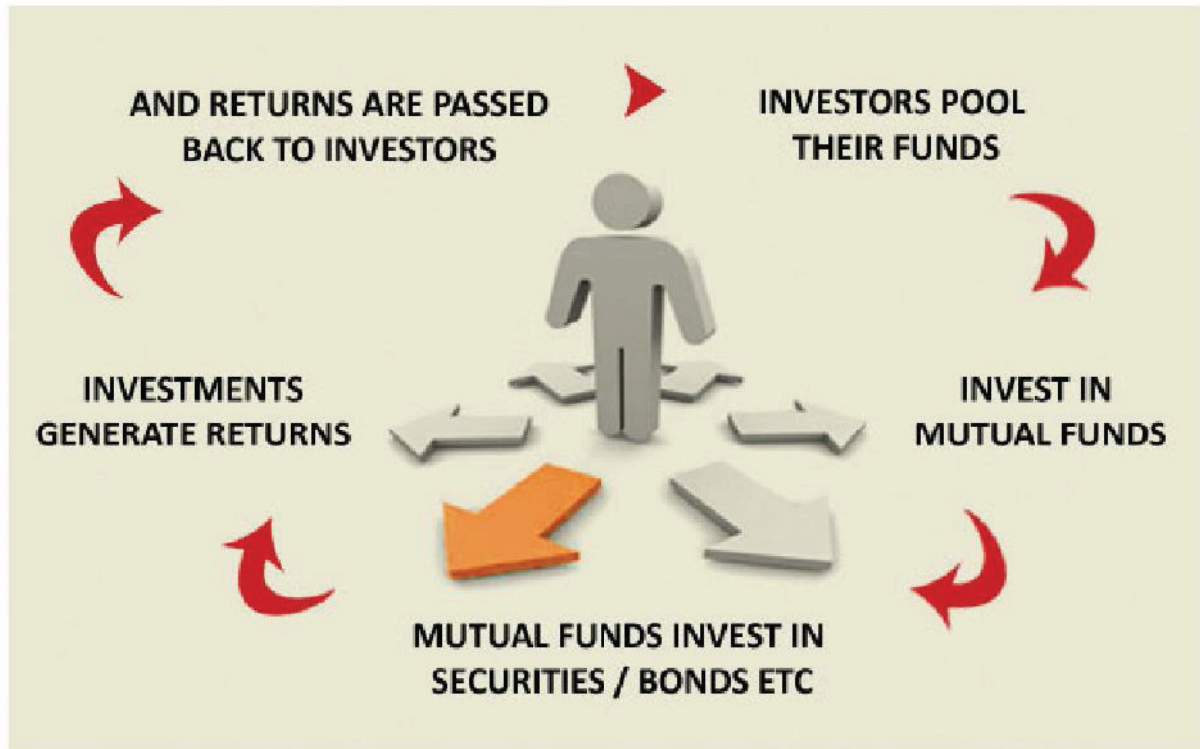 AND RETURNS ARE PASSED
BACK TO INVESTORS
INVESTORS POOL
THEIR FUNDS
INVEST IN
MUTUAL FUNDS
MUTUAL FUNDS INVEST IN
SECURITIES / BONDS ETC
INVESTMENTS
GENERATE RETURNS